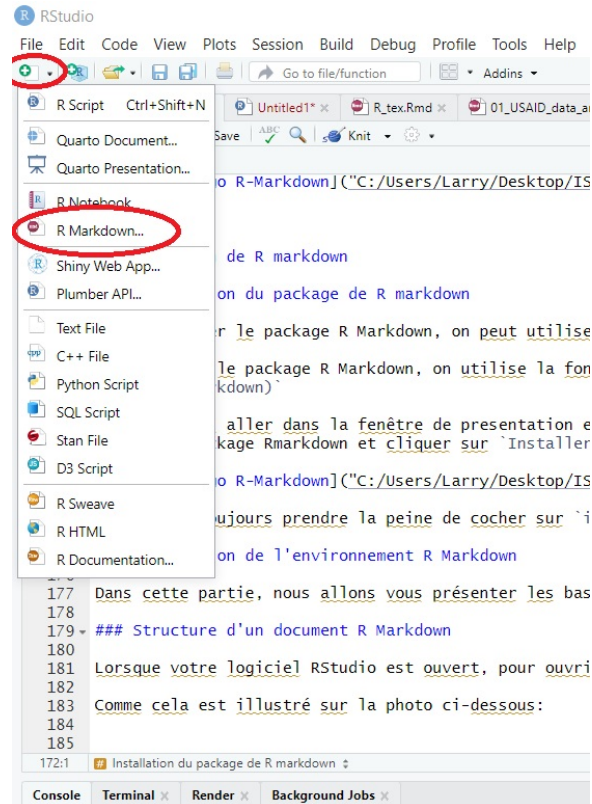 RStudio
File Edit Code View Plots Session Build Debug Profile Tools Help
Go to file/function Addins
R Script Ctrl+Shift+N
Untitled1* R_tex.Rmd 01_USAID_data_a
Quarto Document...
Save ABC Knit
Quarto Presentation...
R Notebook
o R-Markdown]("C:/Users/Larry/Desktop/IS
R Markdown...
Shiny Web App...
de R markdown
Plumber API...
on du package de R markdown
Text File
r le package R Markdown, on peut utilise
C++ File
le package R Markdown, on utilise la fon
Python Script
kdown)`
SQL Script
aller dans la fenêtre de presentation e
Stan File
kage Rmarkdown et cliquer sur `Installer
D3 Script
o R-Markdown]("C:/Users/Larry/Desktop/IS
R Sweave
oujours prendre la peine de cocher sur `i
R HTML
R Documentation...
on de l'environnement R Markdown
177 Dans cette partie, nous allons vous présenter les bas
178
179 ### Structure d'un document R Markdown
180
181 Lorsque votre logiciel RStudio est ouvert, pour ouvri
182
183 Comme cela est illustré sur la photo ci-dessous:
184
185
172:1 # Installation du package de R markdown
Console Terminal Render Background Jobs